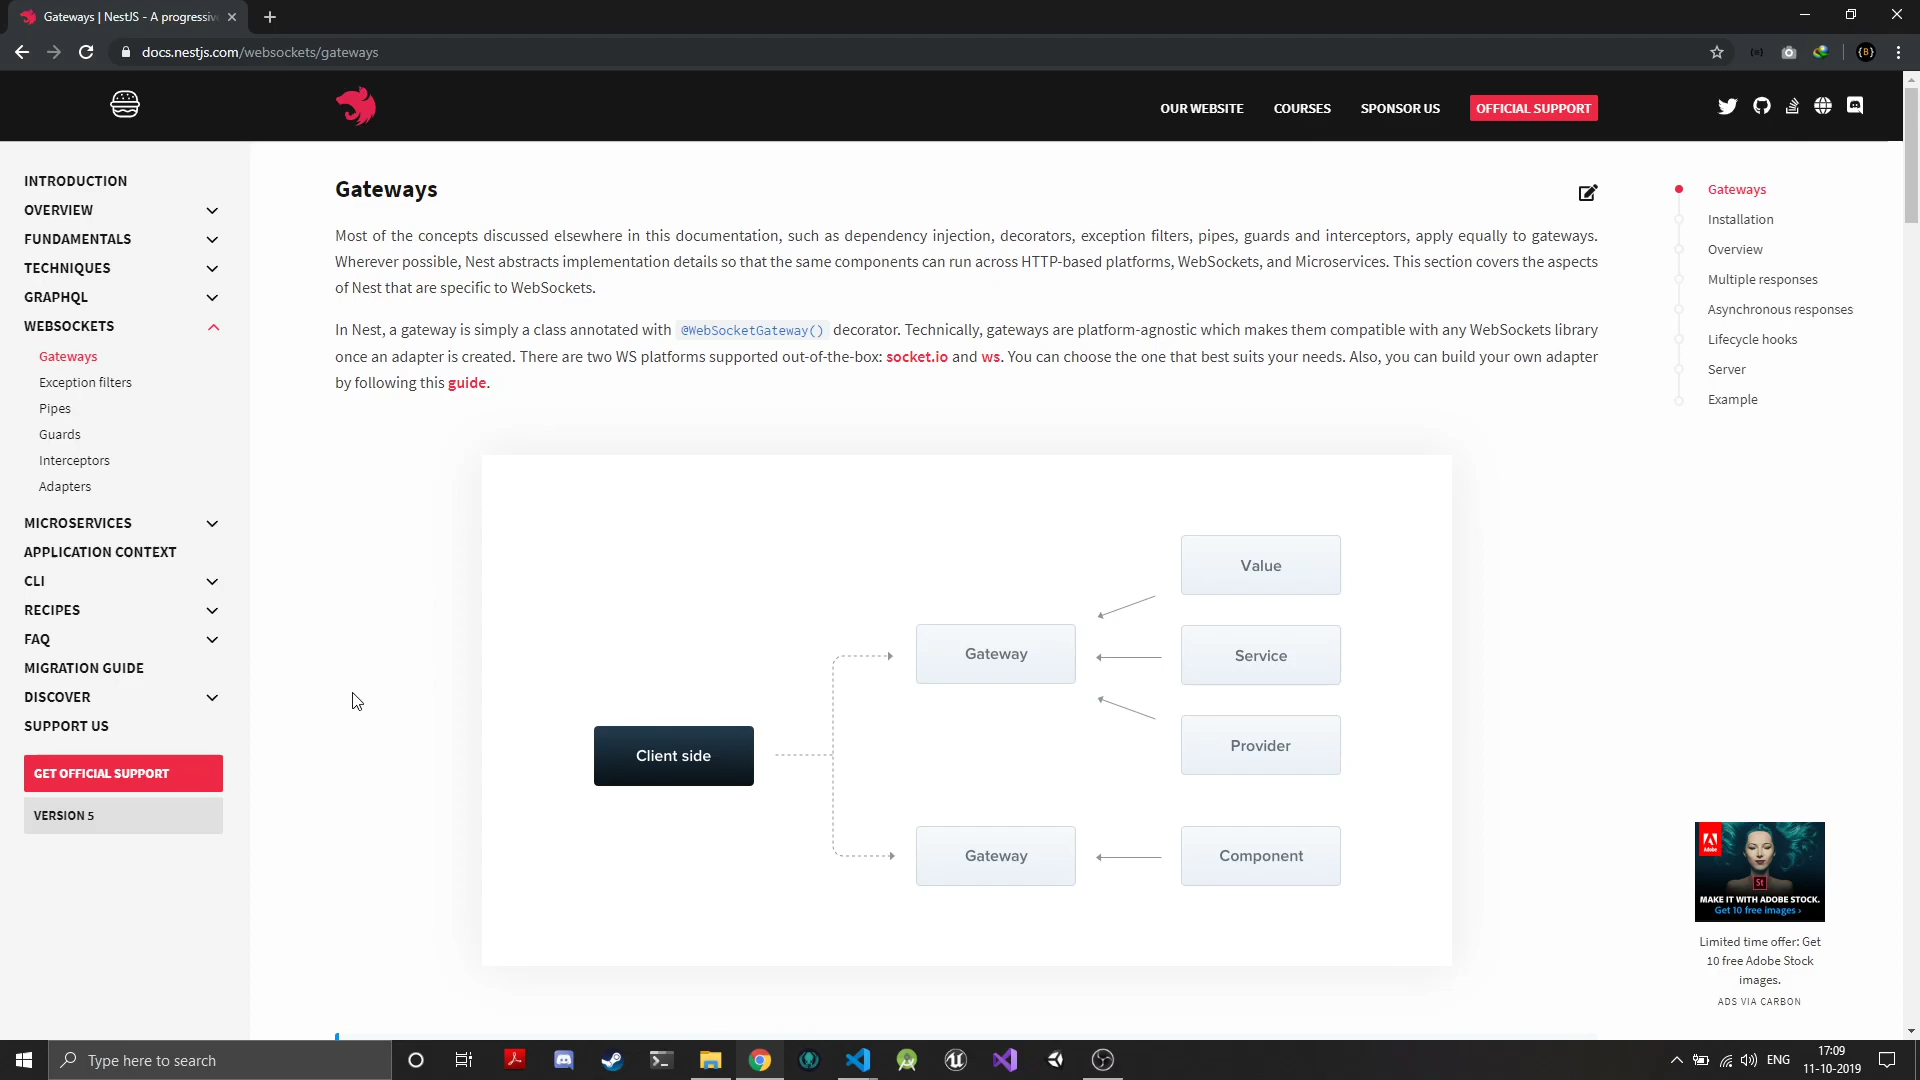 Gateways | NestJS - A progressiv
docs.nestjs.com/websockets/gateways
OUR WEBSITE
COURSES
SPONSOR US
OFFICIAL SUPPORT
INTRODUCTION
OVERVIEW
FUNDAMENTALS
TECHNIQUES
GRAPHQL
WEBSOCKETS
Gateways
Exception filters
Pipes
Guards
Interceptors
Adapters
MICROSERVICES
APPLICATION CONTEXT
CLI
RECIPES
FAQ
MIGRATION GUIDE
DISCOVER
SUPPORT US
GET OFFICIAL SUPPORT
VERSION 5
Gateways
Most of the concepts discussed elsewhere in this documentation, such as dependency injection, decorators, exception filters, pipes, guards and interceptors, apply equally to gateways.
Wherever possible, Nest abstracts implementation details so that the same components can run across HTTP-based platforms, WebSockets, and Microservices. This section covers the aspects
of Nest that are specific to WebSockets.
In Nest, a gateway is simply a class annotated with @WebSocketGateway() decorator. Technically, gateways are platform-agnostic which makes them compatible with any WebSockets library
once an adapter is created. There are two WS platforms supported out-of-the-box: socket.io and ws. You can choose the one that best suits your needs. Also, you can build your own adapter
by following this guide.
Value
Gateway
Service
Client side
Provider
Gateway
Component
Gateways
Installation
Overview
Multiple responses
Asynchronous responses
Lifecycle hooks
Server
Example
Adobe
St
MAKE IT WITH ADOBE STOCK.
Get 10 free images ›
Limited time offer: Get
10 free Adobe Stock
images.
ADS VIA CARBON
Type here to search
ENG
17:09
11-10-2019